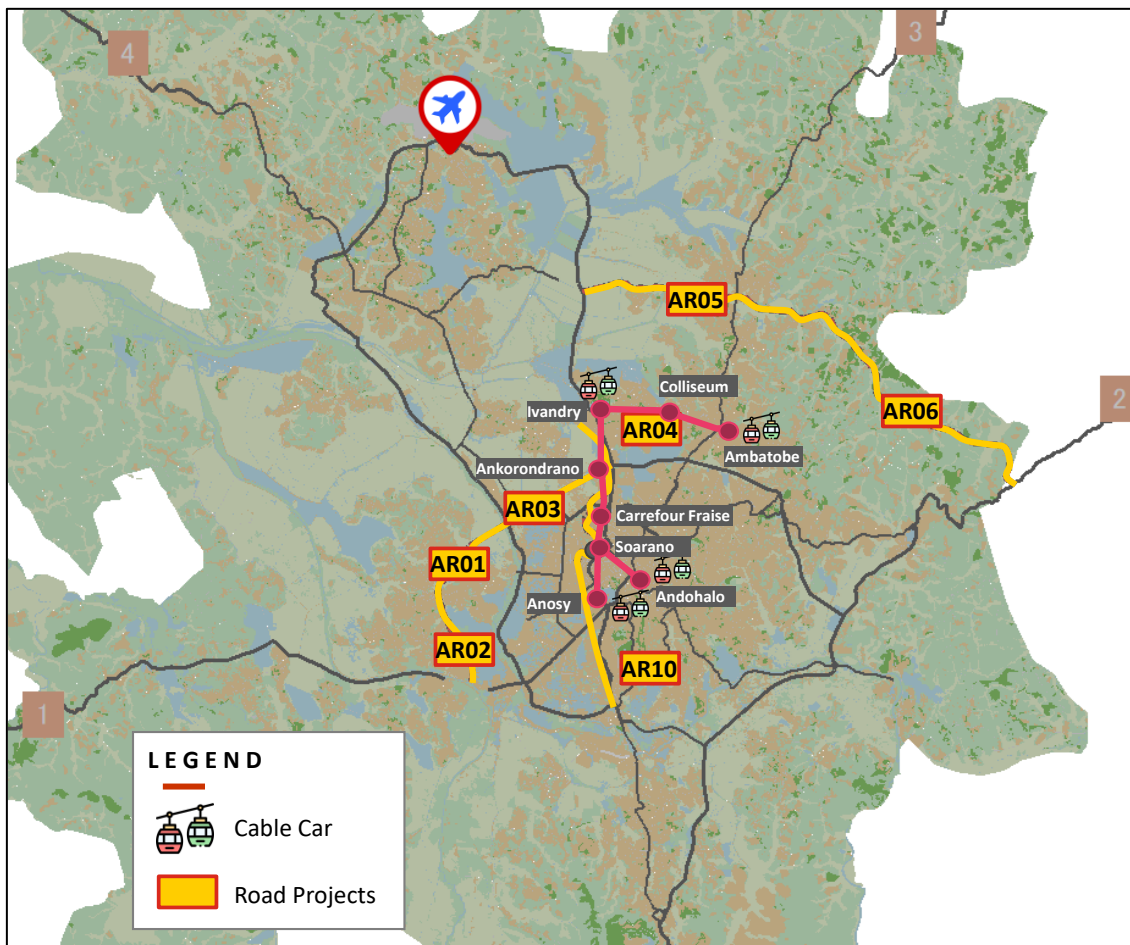 4
3
AR05
Colliseum
Ivandry
AR04
AR06
2
Ambatobe
Ankorondrano
AR03
Carrefour Fraise
Soarano
AR01
Andohalo
Anosy
AR02
AR10
1
LEGEND
Cable Car
Road Projects